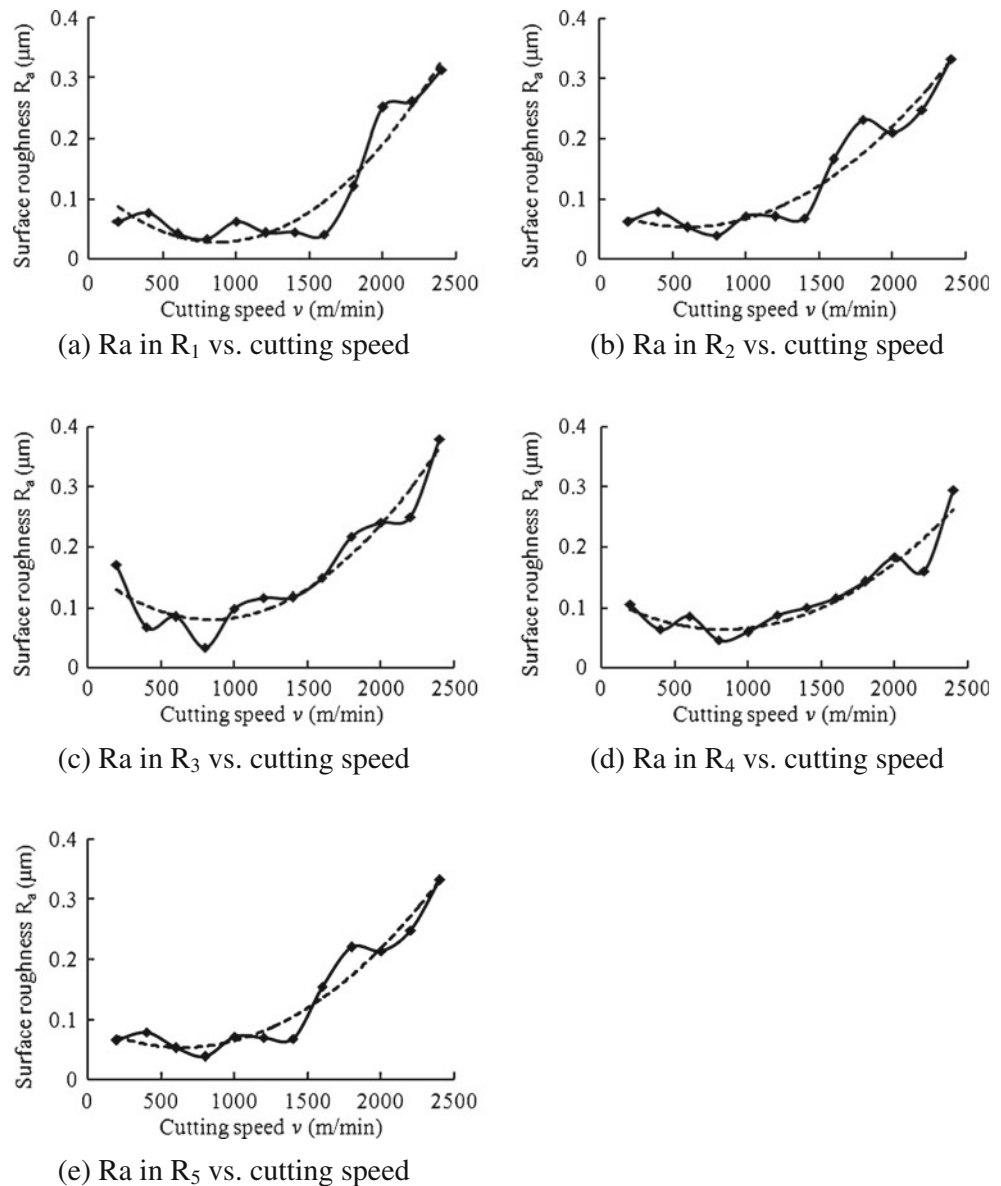 0.4
0.3
0.2
0.1
0
Surface roughness Rₐ (μm)
0 500 1000 1500 2000 2500
Cutting speed ν (m/min)
(a) Ra in R₁ vs. cutting speed
0.4
0.3
0.2
0.1
0
Surface roughness Rₐ (μm)
0 500 1000 1500 2000 2500
Cutting speed ν (m/min)
(b) Ra in R₂ vs. cutting speed
0.4
0.3
0.2
0.1
0
Surface roughness Rₐ (μm)
0 500 1000 1500 2000 2500
Cutting speed ν (m/min)
(c) Ra in R₃ vs. cutting speed
0.4
0.3
0.2
0.1
0
Surface roughness Rₐ (μm)
0 500 1000 1500 2000 2500
Cutting speed ν (m/min)
(d) Ra in R₄ vs. cutting speed
0.4
0.3
0.2
0.1
0
Surface roughness Rₐ (μm)
0 500 1000 1500 2000 2500
Cutting speed ν (m/min)
(e) Ra in R₅ vs. cutting speed